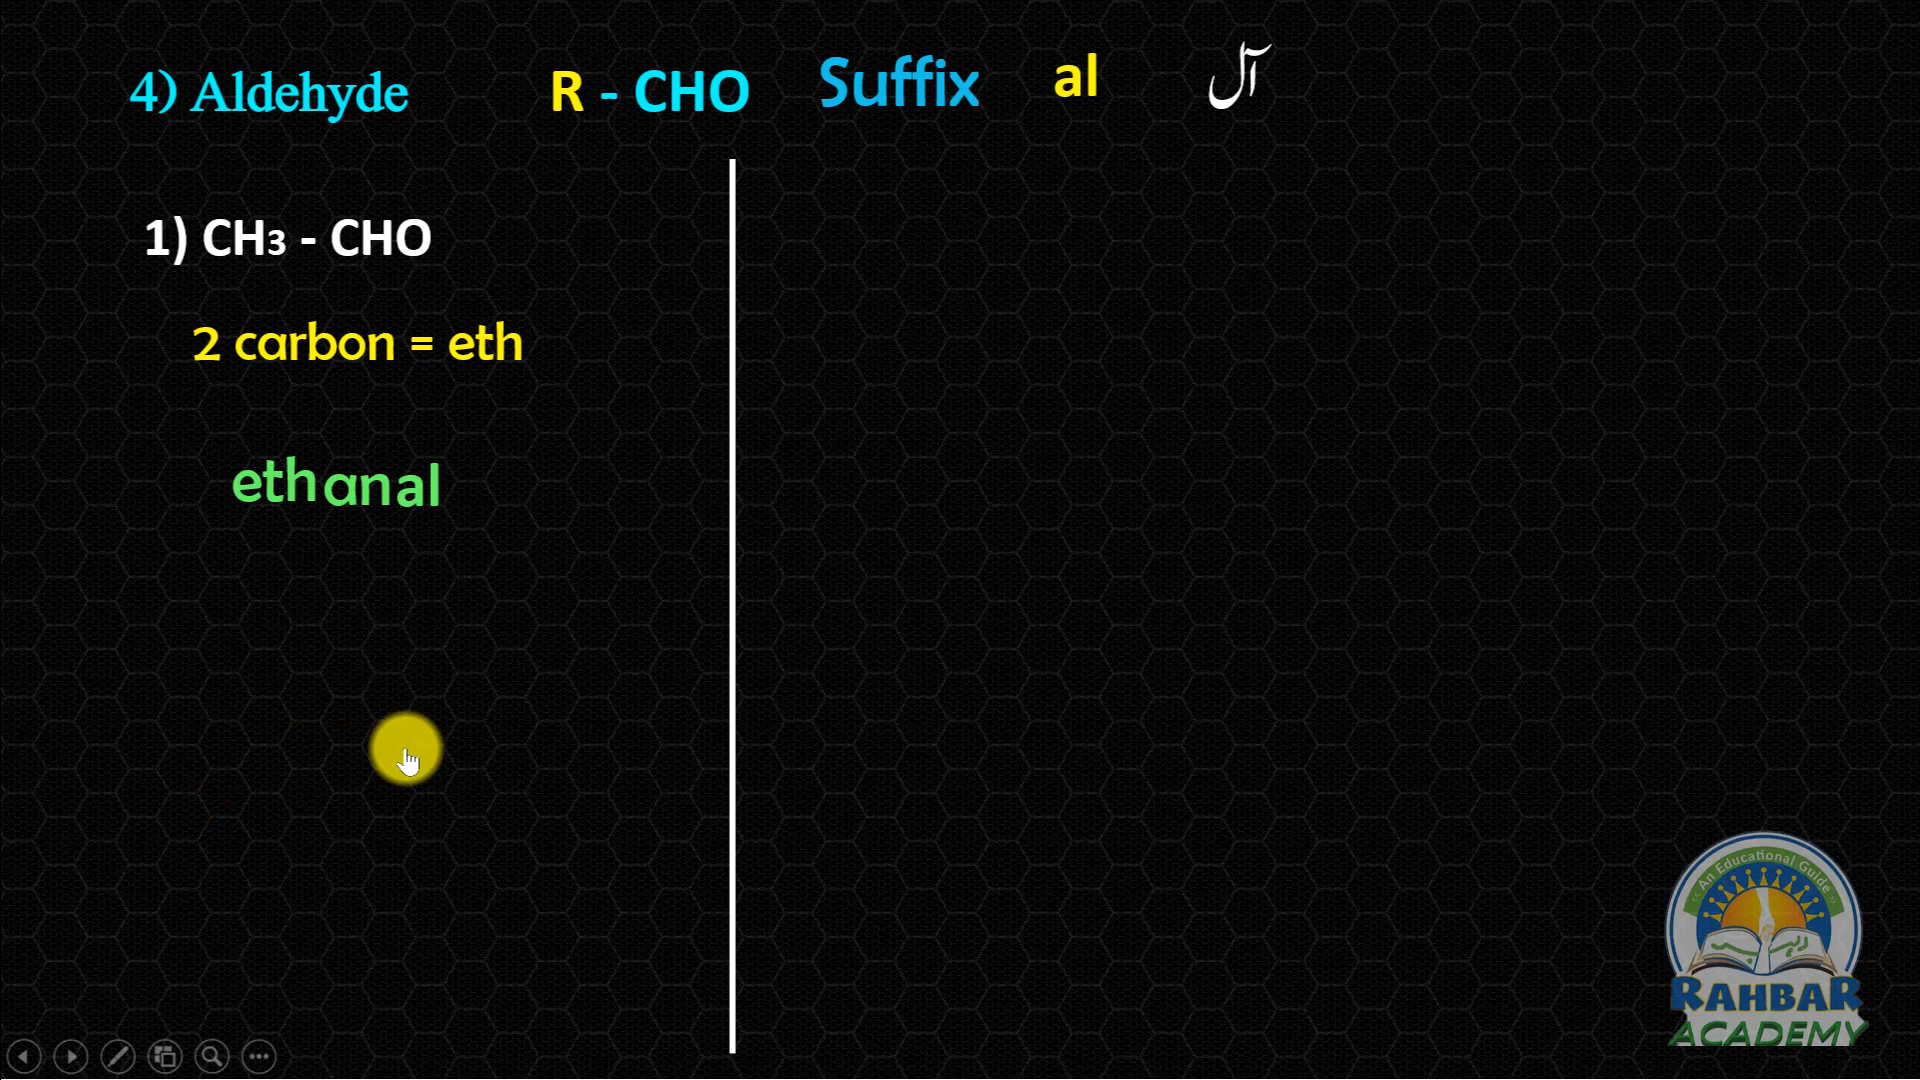 4) Aldehyde R - CHO Suffix al آل
1) CH3 - CHO
2 carbon = eth
ethanal
An Educational Guide
RAHBAR
ACADEMY